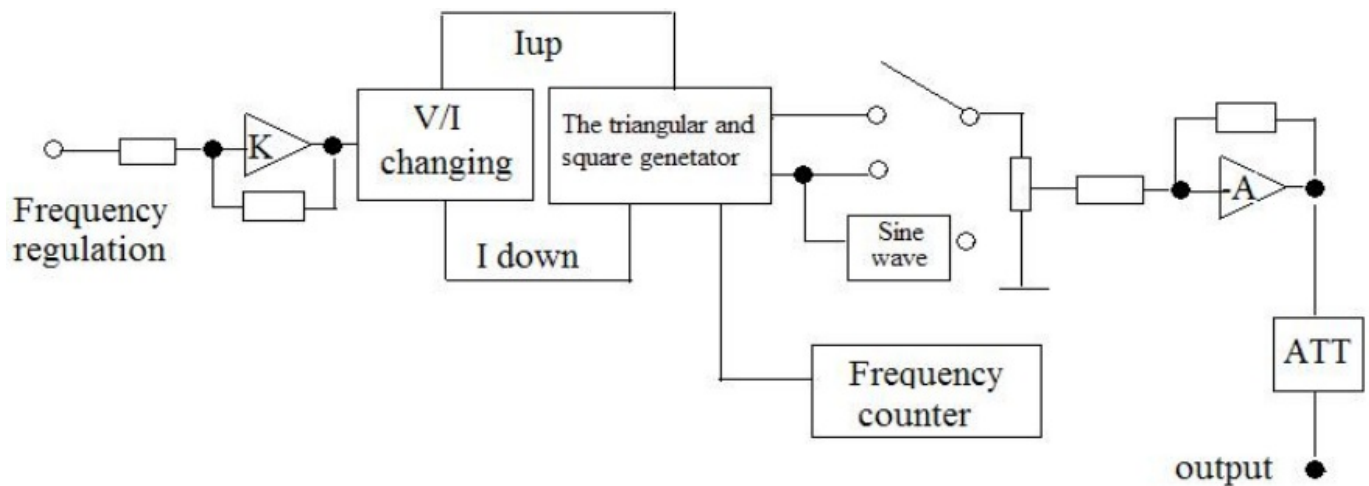 Iup
V/I
changing
The triangular and
square genetator
K
-A
Frequency
regulation
I down
Sine
wave
ATT
Frequency
counter
output